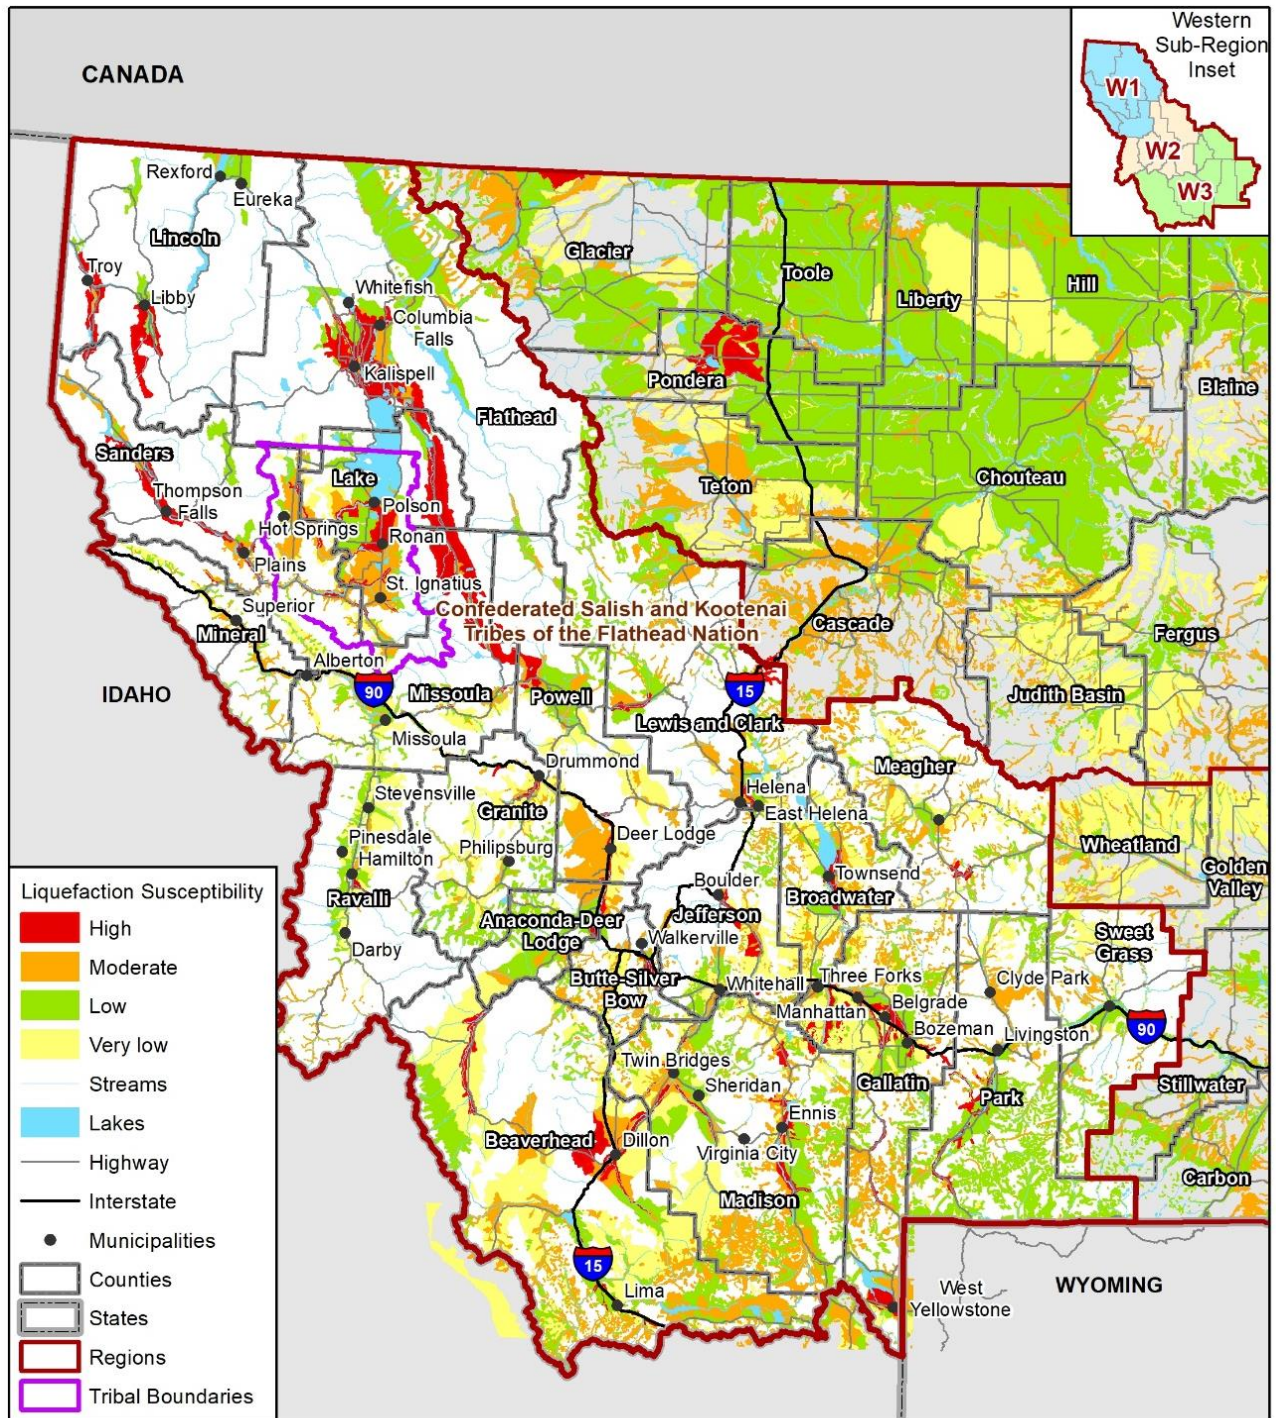 CANADA
Western
Sub-Region
Inset
W1
W2
W3
Rexford
Eureka
Lincoln
Troy
Libby
Whitefish
Columbia
Falls
Kalispell
Flathead
Glacier
Toole
Liberty
Hill
Pondera
Blaine
Sanders
Lake
Teton
Chouteau
Thompson
Falls
Polson
Hot Springs
Ronan
Plains
St. Ignatius
Superior
Confederated Salish and Kootenai
Tribes of the Flathead Nation
Mineral
Cascade
Fergus
Alberton
IDAHO
90
Missoula
Powell
15
Judith Basin
Lewis and Clark
Missoula
Drummond
Meagher
Stevensville
Granite
Helena
East Helena
Pinesdale
Hamilton
Philipsburg
Deer Lodge
Wheatland
Golden
Valley
Ravalli
Boulder
Townsend
Broadwater
Jefferson
Anaconda-Deer
Lodge
Walkerville
Darby
Sweet
Grass
Butte-Silver
Bow
Whitehall
Three Forks
Clyde Park
Manhattan
Belgrade
Bozeman
Livingston
90
Twin Bridges
Sheridan
Gallatin
Park
Stillwater
Ennis
Beaverhead
Dillon
Virginia City
Madison
Carbon
15
Lima
West
Yellowstone
WYOMING
Liquefaction Susceptibility
High
Moderate
Low
Very low
Streams
Lakes
Highway
Interstate
Municipalities
Counties
States
Regions
Tribal Boundaries